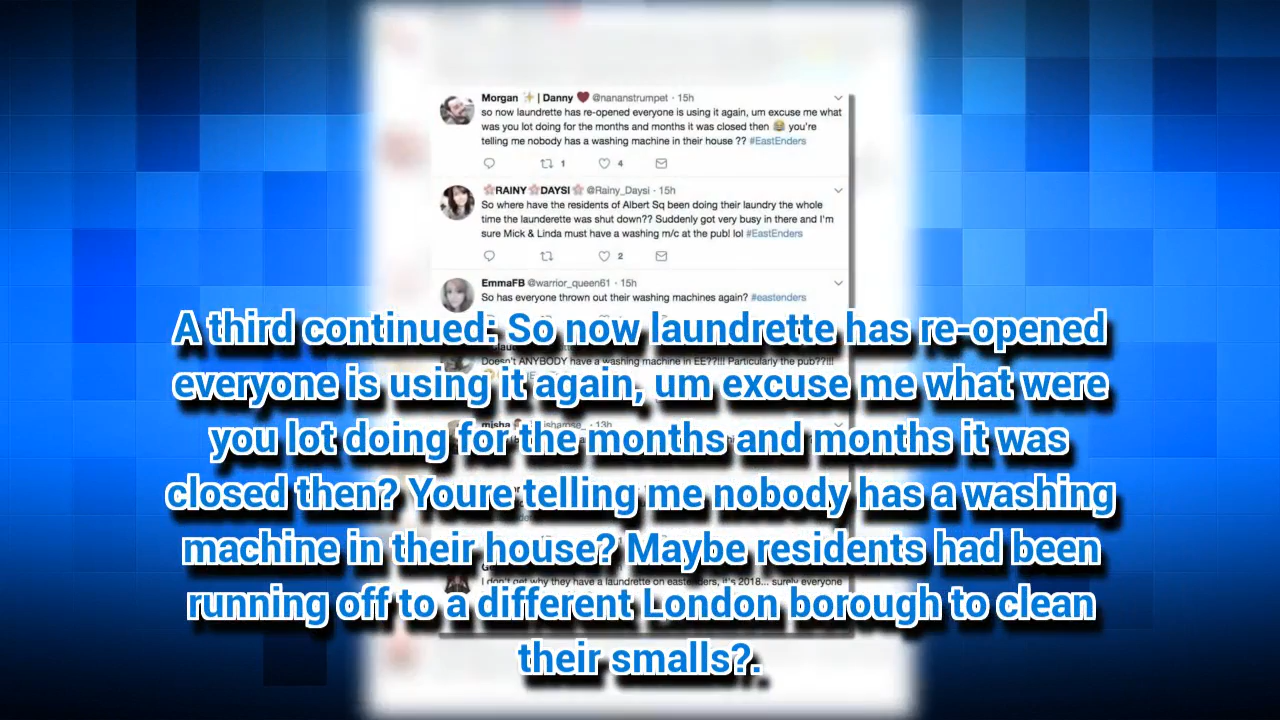 Morgan | Danny @nananstrumpet · 15h
so now laundrette has re-opened everyone is using it again, um excuse me what
was you lot doing for the months and months it was closed then 😂 you're
telling me nobody has a washing machine in their house ?? #EastEnders
1 4
🌸RAINY🌸DAYSI🌸 @Rainy_Daysi · 15h
So where have the residents of Albert Sq been doing their laundry the whole
time the launderette was shut down?? Suddenly got very busy in there and I'm
sure Mick & Linda must have a washing m/c at the pub! lol #EastEnders
2
EmmaFB @warrior_queen61 · 15h
So has everyone thrown out their washing machines again? #eastenders
A third continued: So now laundrette has re-opened
Doesn't ANYBODY have a washing machine in EE??!!! Particularly the pub??!!!
everyone is using it again, um excuse me what were
misha · 13h
you lot doing for the months and months it was
closed then? Youre telling me nobody has a washing
machine in their house? Maybe residents had been
I don't get why they have a laundrette on eastenders, it's 2018... surely everyone
running off to a different London borough to clean
their smalls?.